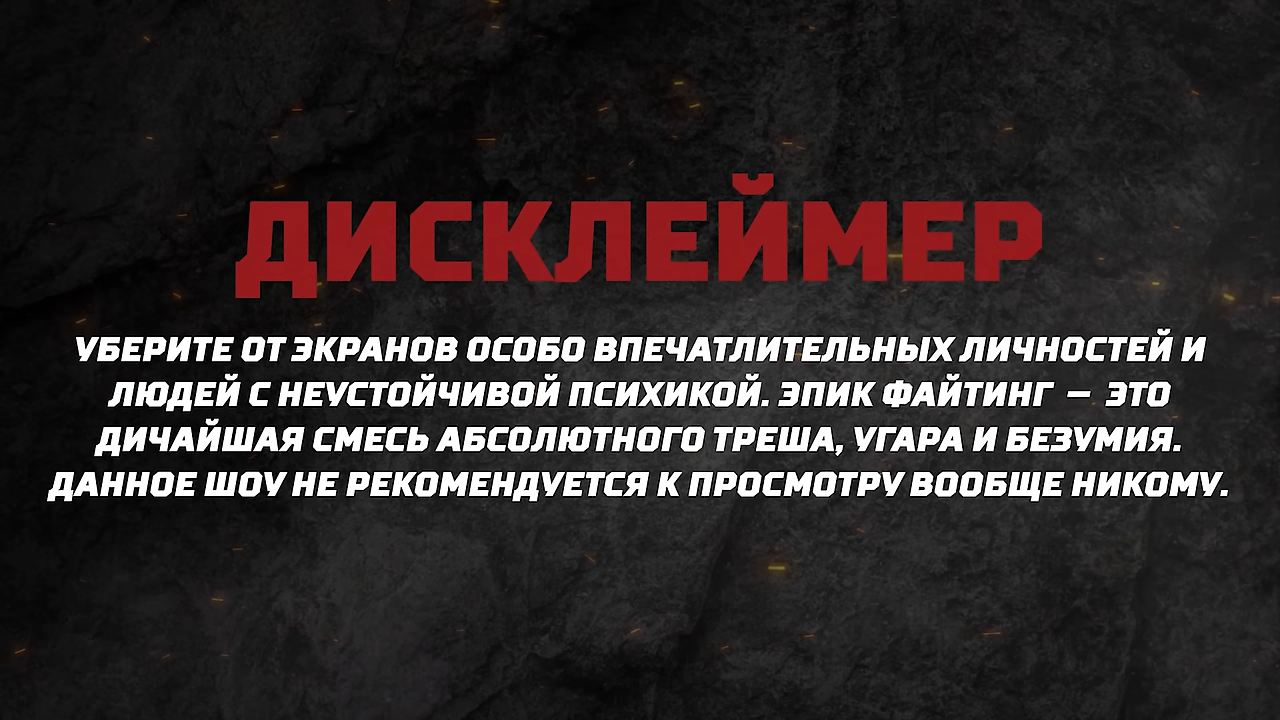 ДИСКЛЕЙМЕР
УБЕРИТЕ ОТ ЭКРАНОВ ОСОБО ВПЕЧАТЛИТЕЛЬНЫХ ЛИЧНОСТЕЙ И
ЛЮДЕЙ С НЕУСТОЙЧИВОЙ ПСИХИКОЙ. ЭПИК ФАЙТИНГ — ЭТО
ДИЧАЙШАЯ СМЕСЬ АБСОЛЮТНОГО ТРЕША, УГАРА И БЕЗУМИЯ.
ДАННОЕ ШОУ НЕ РЕКОМЕНДУЕТСЯ К ПРОСМОТРУ ВООБЩЕ НИКОМУ.